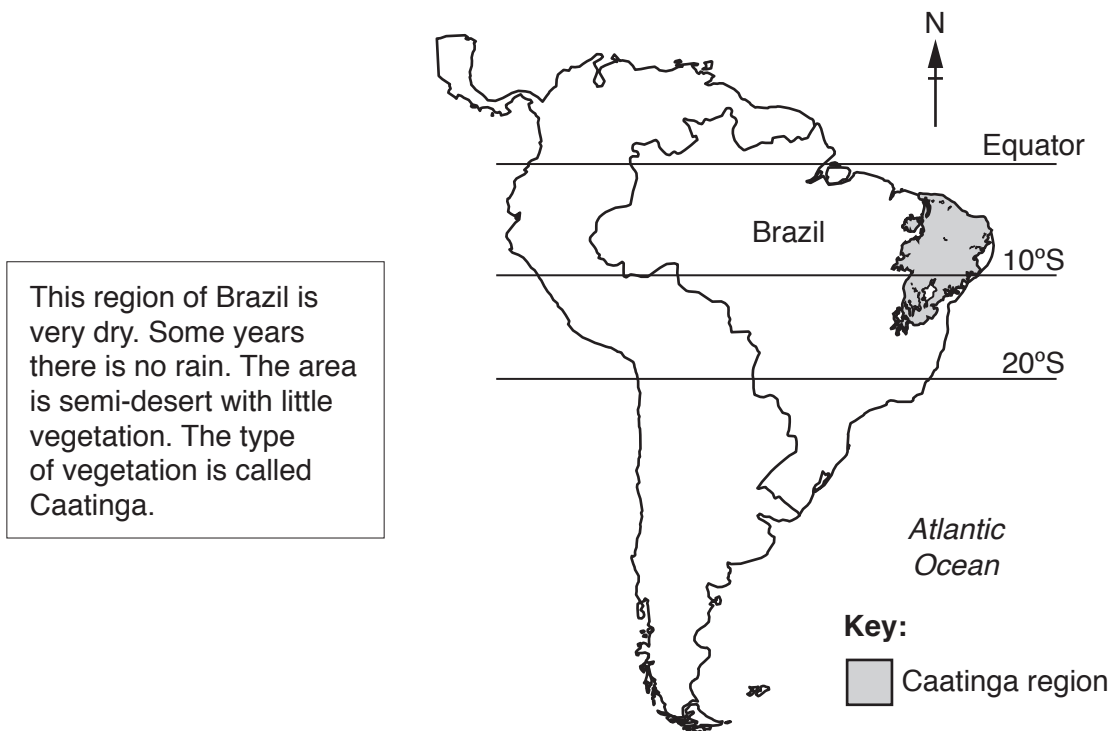 N
Equator
Brazil
10ºS
20ºS
This region of Brazil is
very dry. Some years
there is no rain. The area
is semi-desert with little
vegetation. The type
of vegetation is called
Caatinga.
Atlantic
Ocean
Key:
Caatinga region